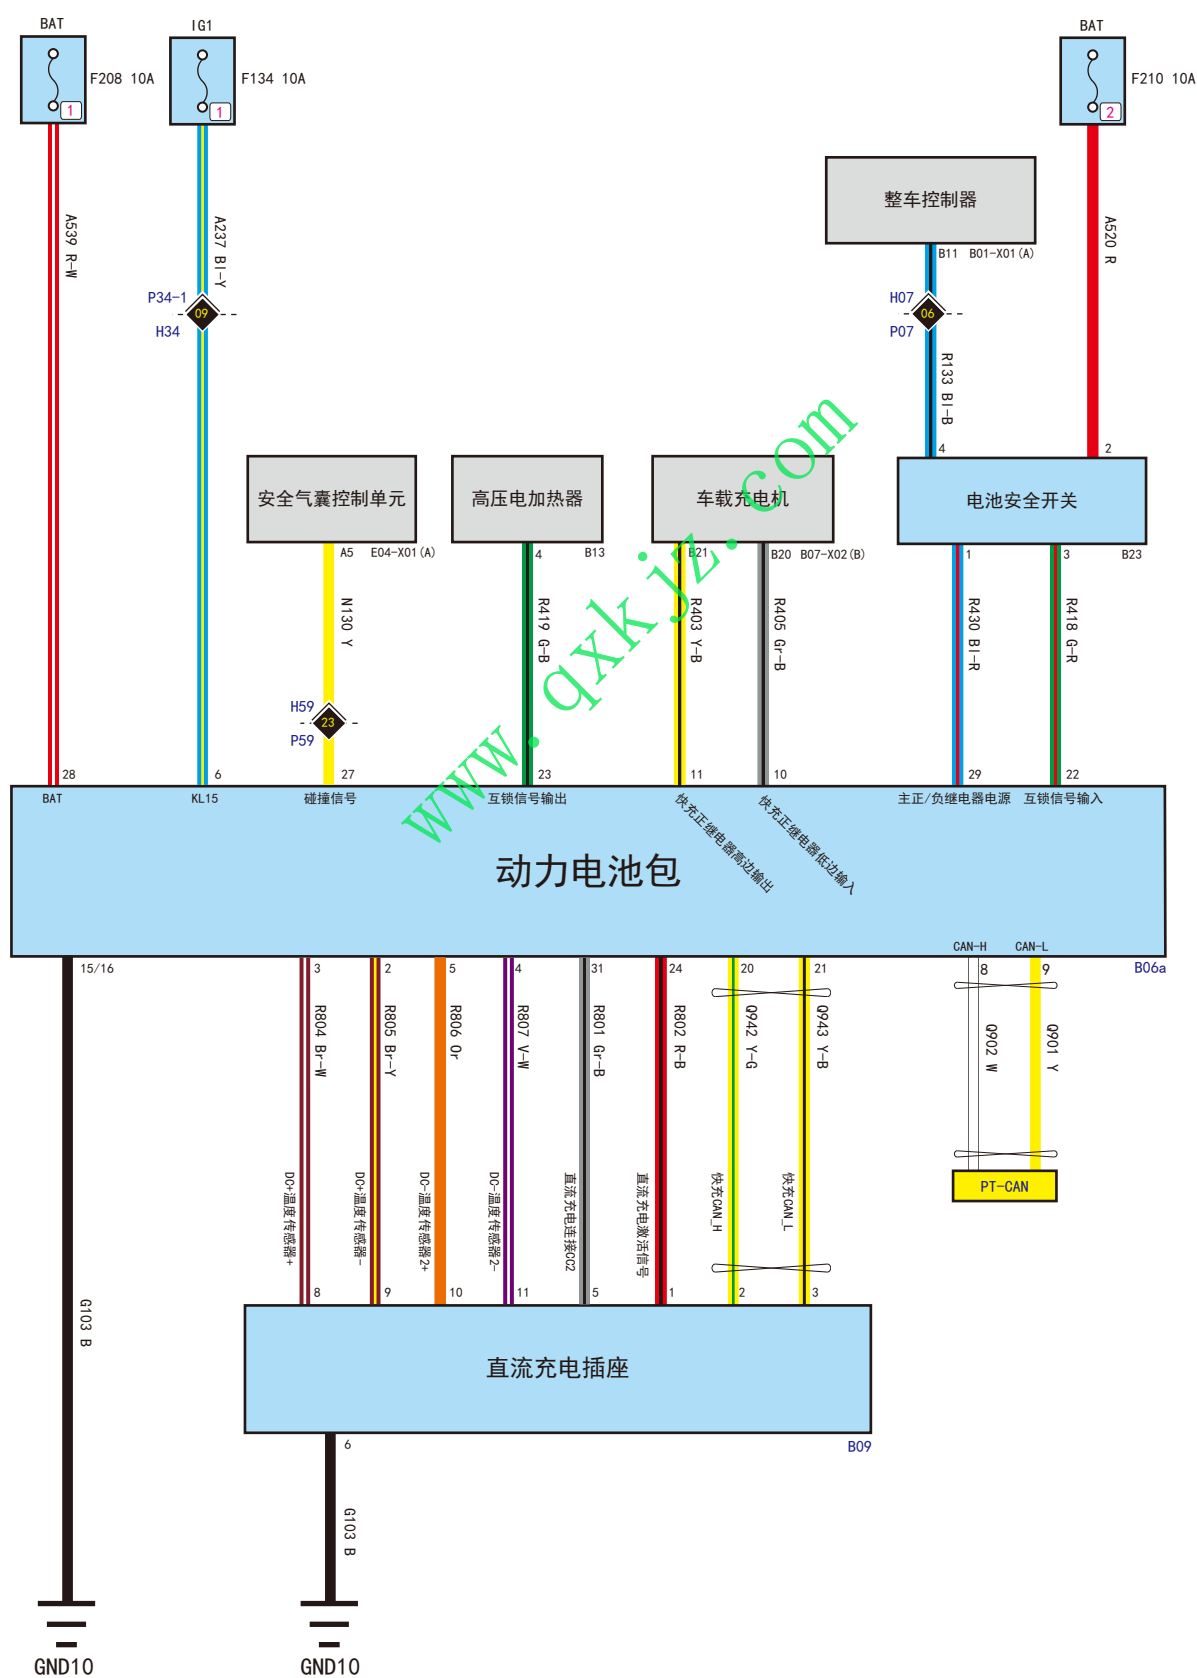 BAT
IG1
BAT
F208 10A
F134 10A
F210 10A
1
1
2
A539 R-W
A237 Bl-Y
A520 R
整车控制器
B11 B01-X01(A)
P34-1
09
H34
H07
06
P07
R133 Bl-B
4
2
安全气囊控制单元
高压电加热器
车载充电机
电池安全开关
A5 E04-X01(A)
4
B13
B21
B20 B07-X02(B)
1
3
B23
N130 Y
R419 G-B
R403 Y-B
R405 Gr-B
R430 Bl-R
R418 G-R
H59
23
P59
www.qxkjz.com
28
6
27
23
11
10
29
22
BAT
KL15
碰撞信号
互锁信号输出
快充正继电器高边输出
快充正继电器低边输入
主正/负继电器电源
互锁信号输入
动力电池包
CAN-H
CAN-L
15/16
3
2
5
4
31
24
20
21
8
9
B06a
R804 Br-W
R805 Br-Y
R806 Or
R807 V-W
R801 Gr-B
R802 R-B
Q942 Y-G
Q943 Y-B
Q902 W
Q901 Y
DC+温度传感器+
DC+温度传感器-
DC-温度传感器2+
DC-温度传感器2-
直流充电连接CC2
直流充电激活信号
快充CAN_H
快充CAN_L
PT-CAN
8
9
10
11
5
1
2
3
G103 B
直流充电插座
6
B09
G103 B
GND10
GND10